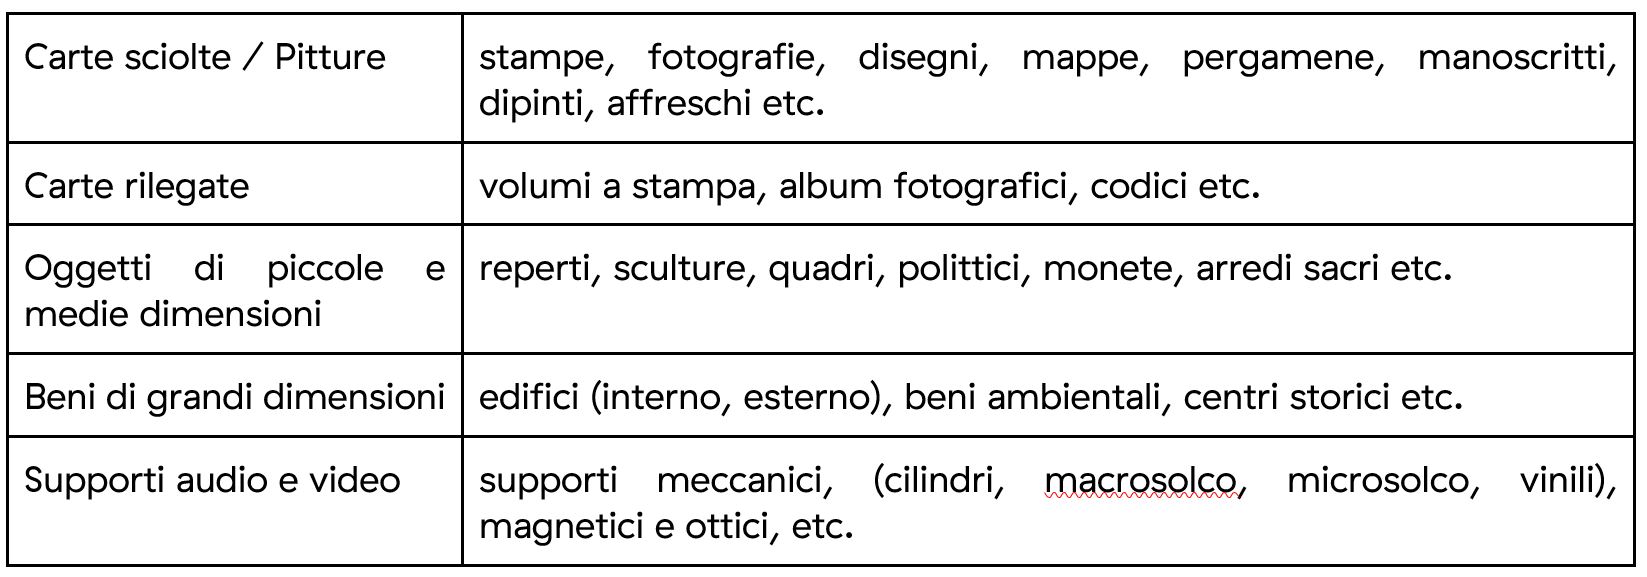 Carte sciolte / Pitture
stampe, fotografie, disegni, mappe, pergamene, manoscritti,
dipinti, affreschi etc.
Carte rilegate
volumi a stampa, album fotografici, codici etc.
Oggetti di piccole e
medie dimensioni
reperti, sculture, quadri, polittici, monete, arredi sacri etc.
Beni di grandi dimensioni
edifici (interno, esterno), beni ambientali, centri storici etc.
Supporti audio e video
supporti meccanici, (cilindri, macrosolco, microsolco, vinili),
magnetici e ottici, etc.